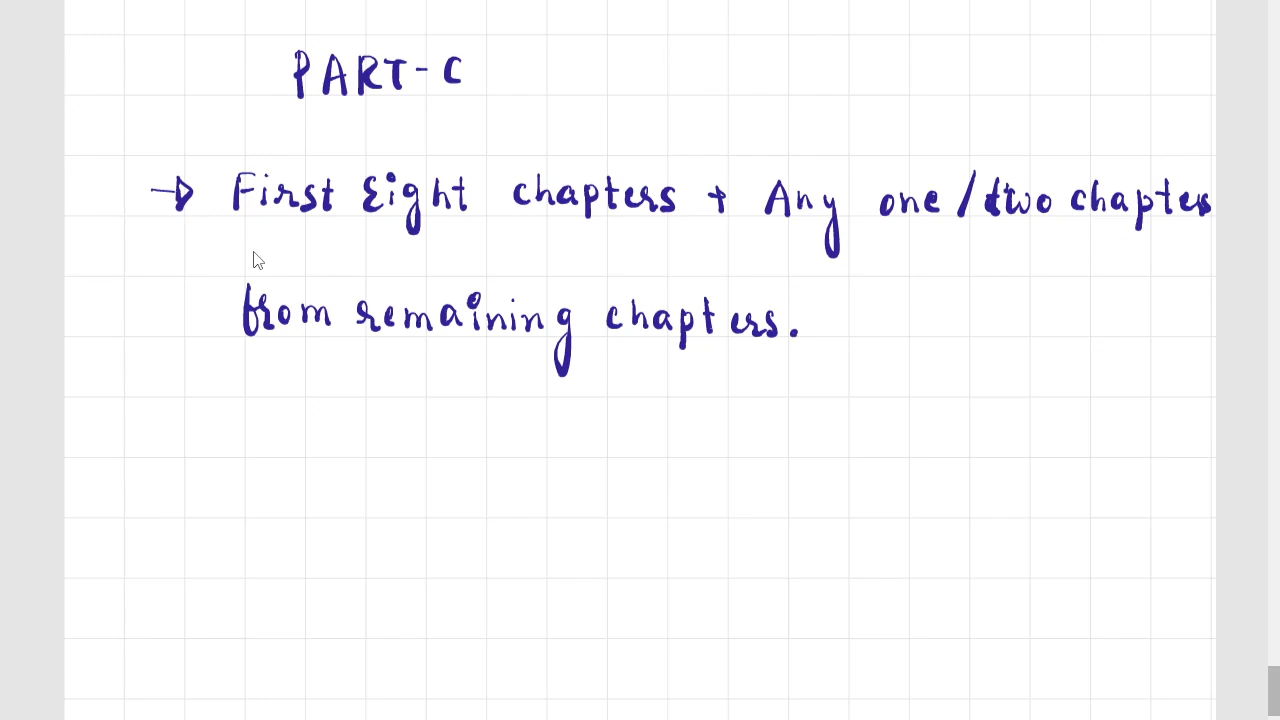 PART-C
→ First Eight chapters + Any one/two chapters
from remaining chapters.